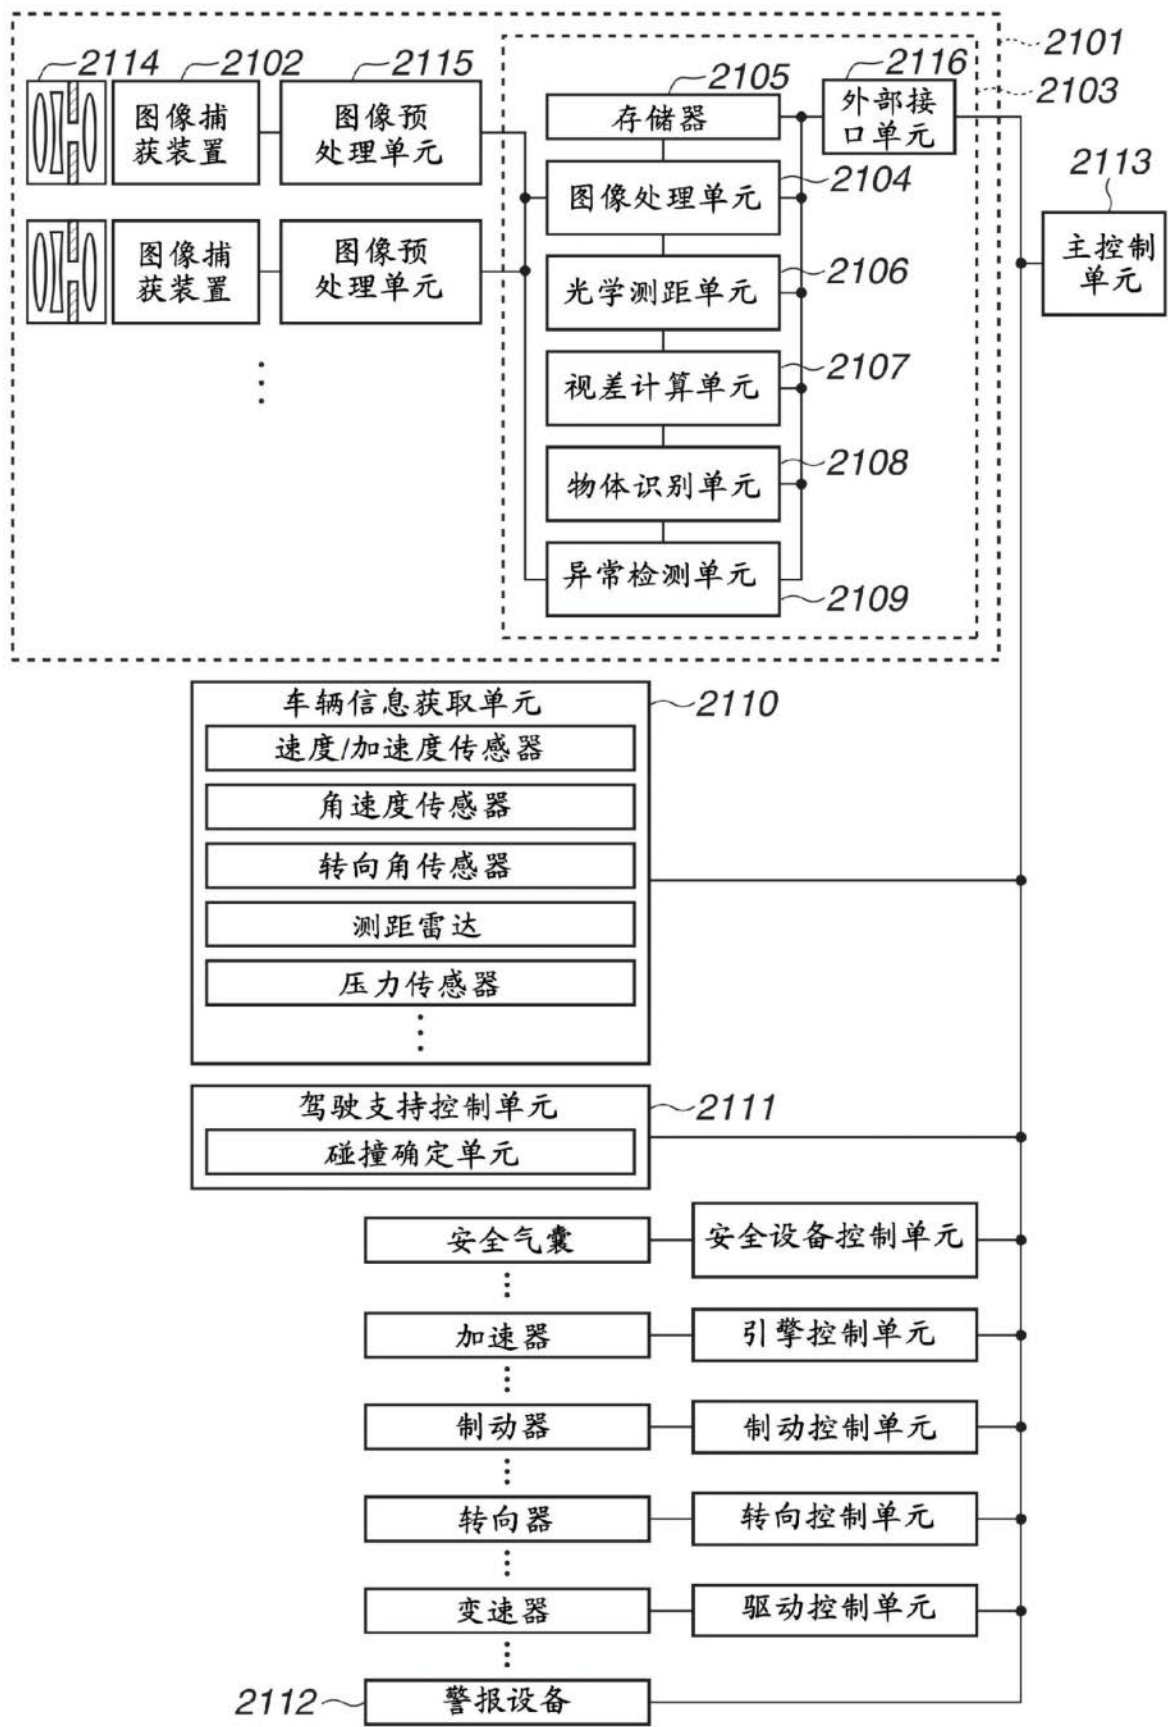 2101
2114
2102
2115
2105
2116
2103
图像捕
获装置
图像预
处理单元
存储器
外部接
口单元
2113
图像处理单元
2104
主控制
单元
图像捕
获装置
图像预
处理单元
光学测距单元
2106
视差计算单元
2107
物体识别单元
2108
异常检测单元
2109
车辆信息获取单元
2110
速度/加速度传感器
角速度传感器
转向角传感器
测距雷达
压力传感器
驾驶支持控制单元
2111
碰撞确定单元
安全气囊
安全设备控制单元
加速器
引擎控制单元
制动器
制动控制单元
转向器
转向控制单元
变速器
驱动控制单元
2112
警报设备